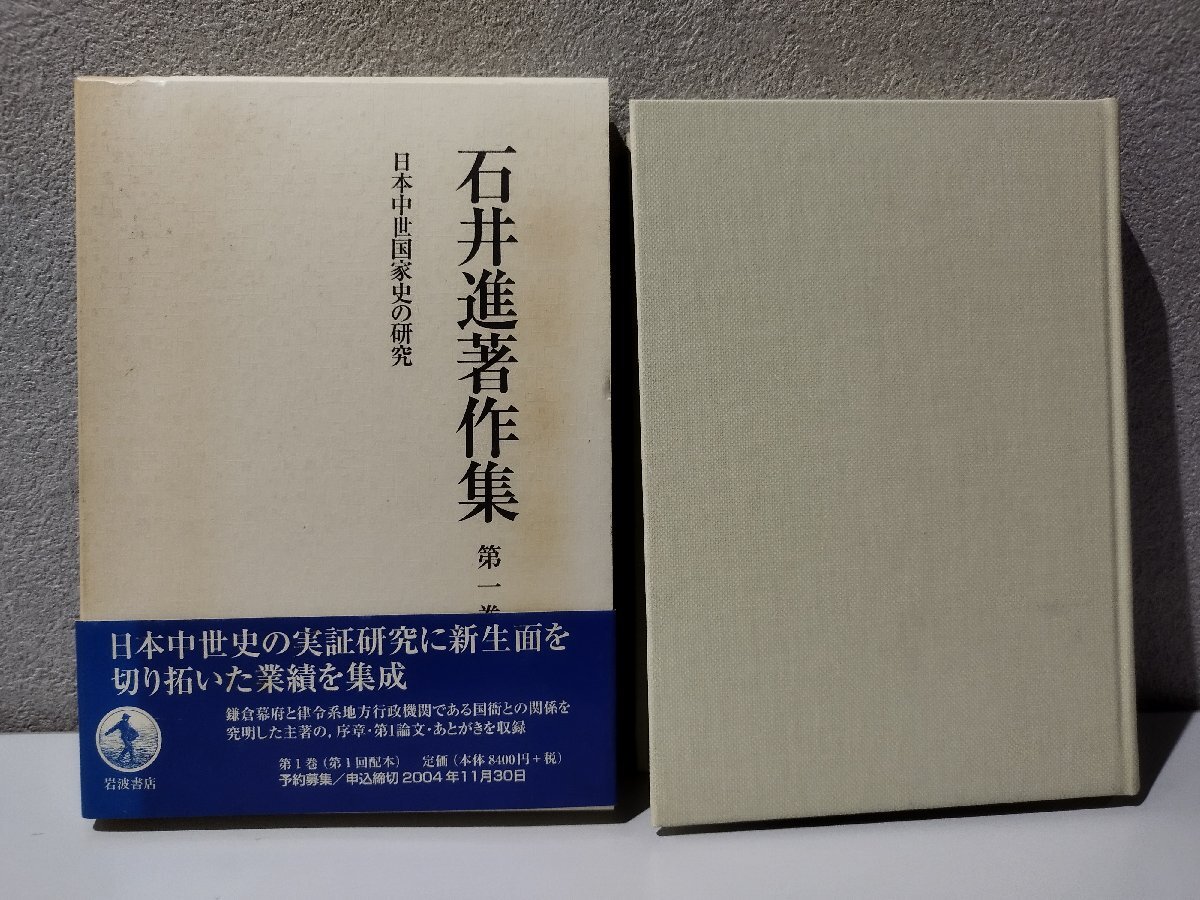 石井進著作集 第一巻
日本中世国家史の研究
日本中世史の実証研究に新生面を
切り拓いた業績を集成
鎌倉幕府と律令系地方行政機関である国衙との関係を
究明した主著の,序章・第Ⅰ論文・あとがきを収録
第1巻(第1回配本) 定価(本体8400円+税)
予約募集/申込締切2004年11月30日
岩波書店